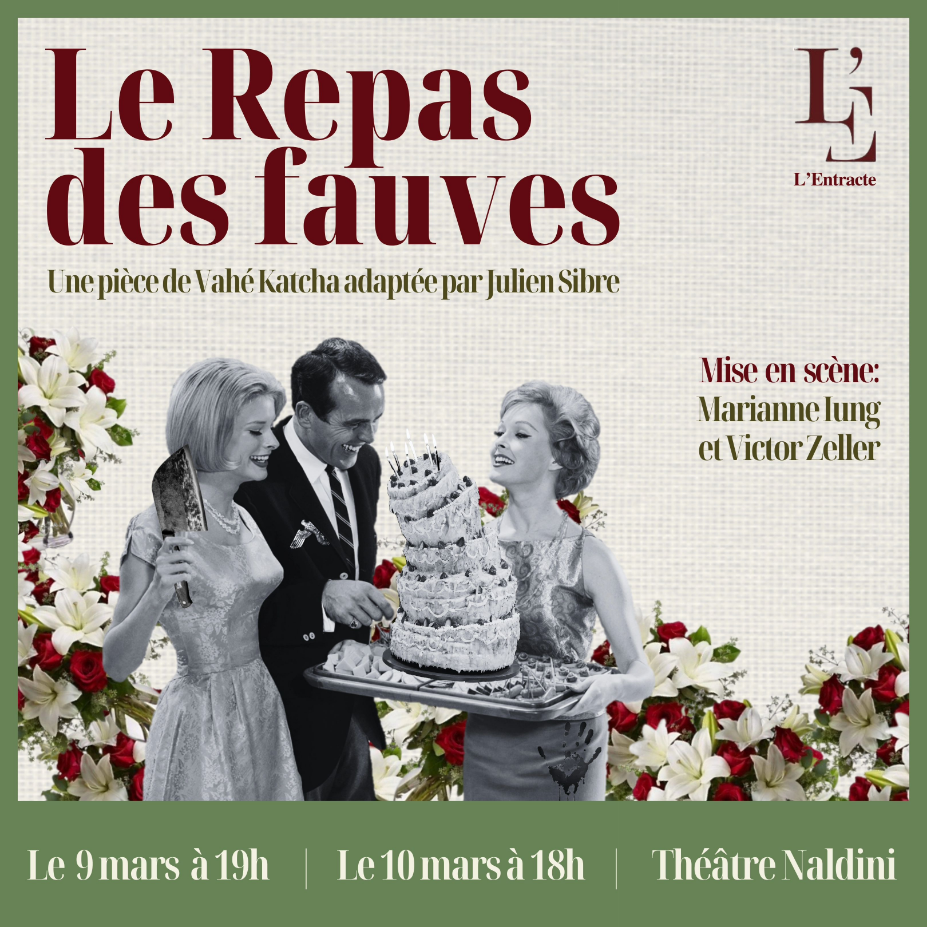 Le Repas
des fauves
Une pièce de Vahé Katcha adaptée par Julien Sibre
L'E
L'Entracte
Mise en scène:
Marianne Iung
et Victor Zeller
Le 9 mars à 19h | Le 10 mars à 18h | Théâtre Naldini